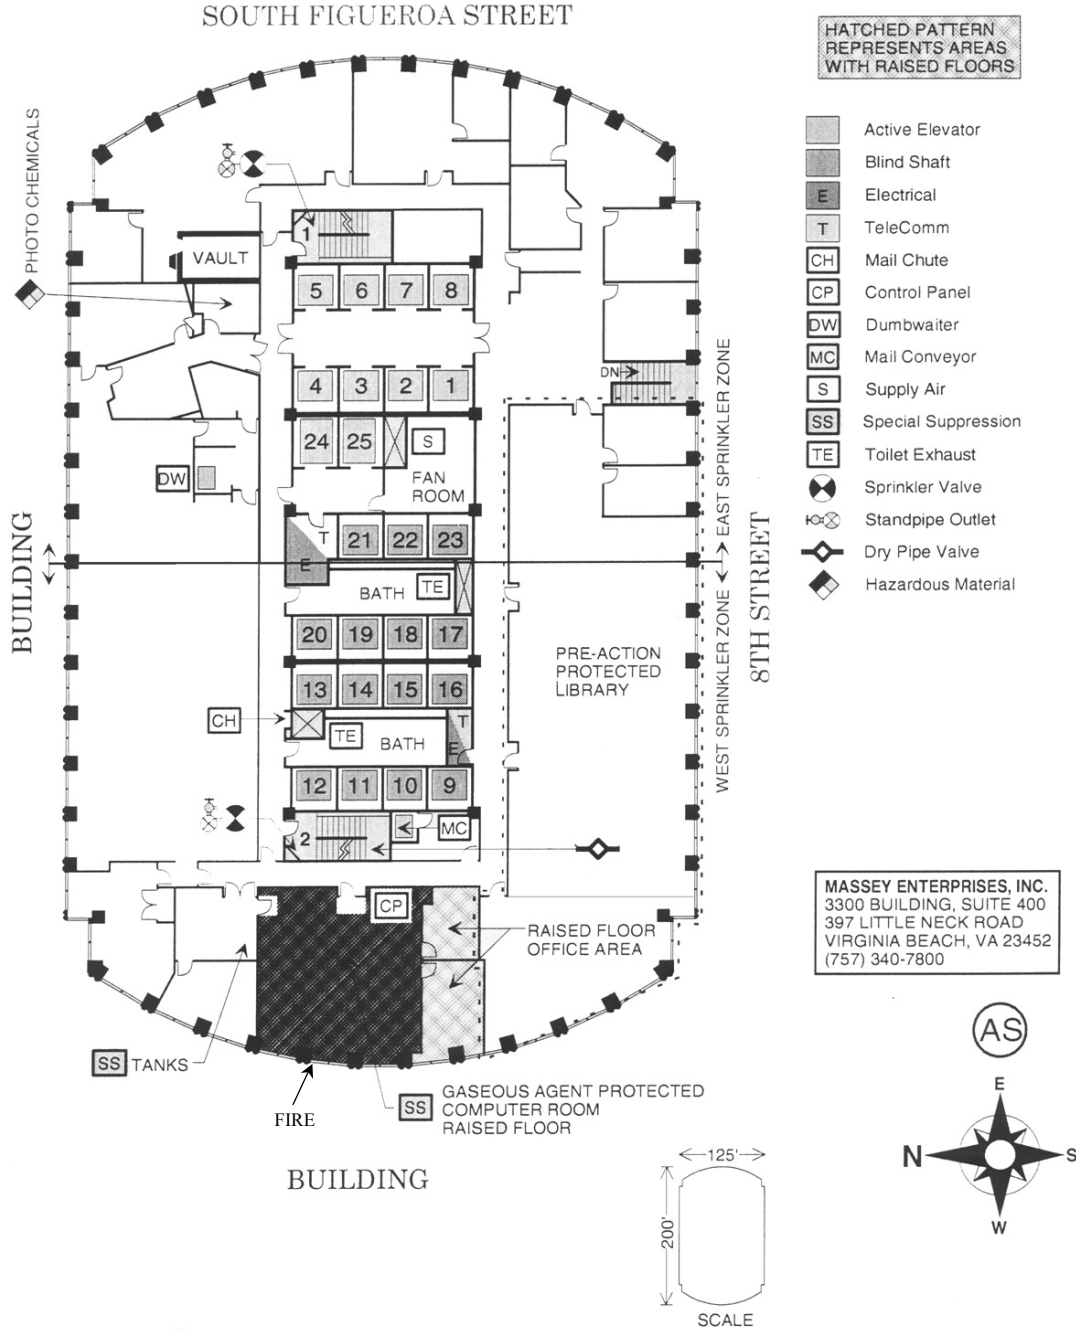 SOUTH FIGUEROA STREET
HATCHED PATTERN
REPRESENTS AREAS
WITH RAISED FLOORS
PHOTO CHEMICALS
Active Elevator
Blind Shaft
E Electrical
T TeleComm
CH Mail Chute
CP Control Panel
DW Dumbwaiter
MC Mail Conveyor
S Supply Air
SS Special Suppression
TE Toilet Exhaust
Sprinkler Valve
Standpipe Outlet
Dry Pipe Valve
Hazardous Material
1
VAULT
5 6 7 8
4 3 2 1
DN
24 25
S
FAN
ROOM
DW
T
21 22 23
E
BATH TE
20 19 18 17
13 14 15 16
CH
T
TE BATH
E
12 11 10 9
2
MC
BUILDING
EAST SPRINKLER ZONE
WEST SPRINKLER ZONE
8TH STREET
PRE-ACTION
PROTECTED
LIBRARY
CP
RAISED FLOOR
OFFICE AREA
MASSEY ENTERPRISES, INC.
3300 BUILDING, SUITE 400
397 LITTLE NECK ROAD
VIRGINIA BEACH, VA 23452
(757) 340-7800
SS TANKS
FIRE
SS
GASEOUS AGENT PROTECTED
COMPUTER ROOM
RAISED FLOOR
BUILDING
AS
E
N
S
W
125'
200'
SCALE